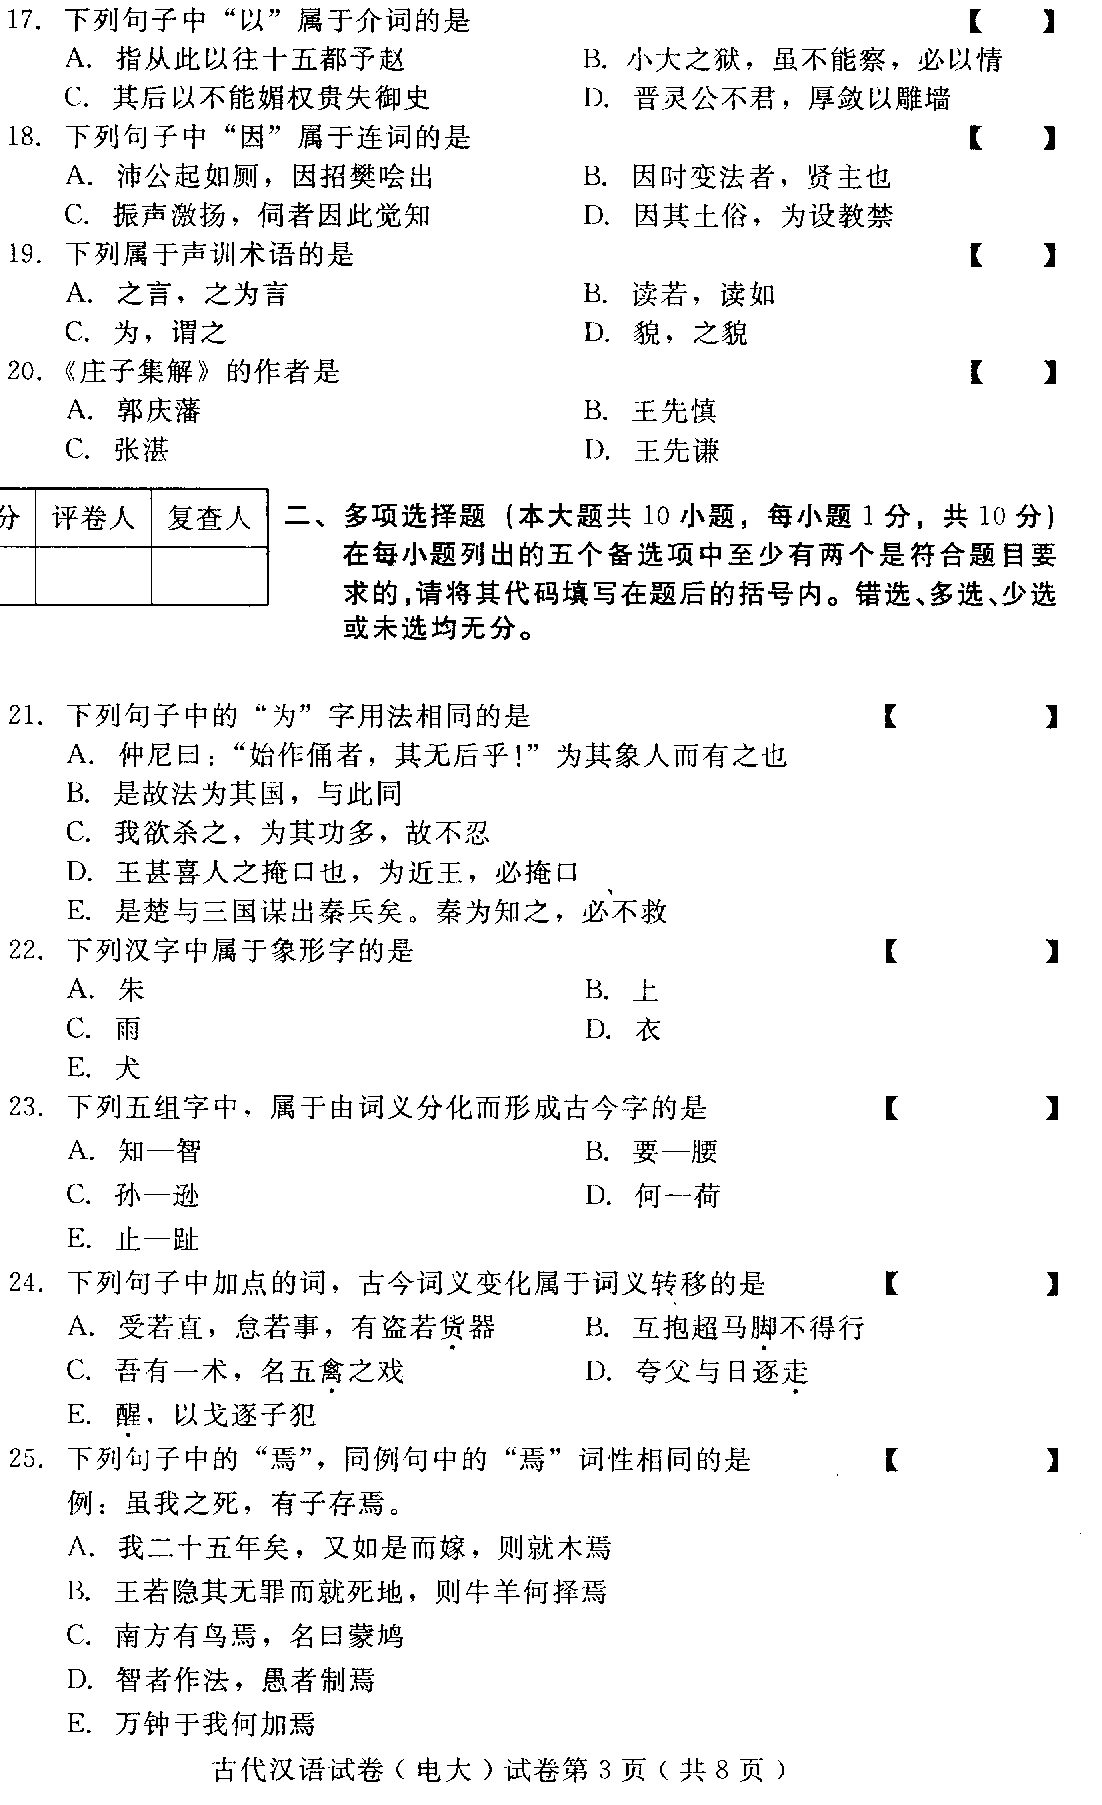 17. 下列句子中“以”属于介词的是 【 】
A. 指从此以往十五都予赵 B. 小大之狱，虽不能察，必以情
C. 其后以不能媚权贵失御史 D. 晋灵公不君，厚敛以雕墙
18. 下列句子中“因”属于连词的是 【 】
A. 沛公起如厕，因招樊哙出 B. 因时变法者，贤主也
C. 振声激扬，伺者因此觉知 D. 因其土俗，为设教禁
19. 下列属于声训术语的是 【 】
A. 之言，之为言 B. 读若，读如
C. 为，谓之 D. 貌，之貌
20.《庄子集解》的作者是 【 】
A. 郭庆藩 B. 王先慎
C. 张湛 D. 王先谦
分 评卷人 复查人
二、多项选择题（本大题共 10 小题，每小题 1 分，共 10 分）
在每小题列出的五个备选项中至少有两个是符合题目要
求的，请将其代码填写在题后的括号内。错选、多选、少选
或未选均无分。
21. 下列句子中的“为”字用法相同的是 【 】
A. 仲尼曰：“始作俑者，其无后乎！”为其象人而有之也
B. 是故法为其国，与此同
C. 我欲杀之，为其功多，故不忍
D. 王甚喜人之掩口也，为近王，必掩口
E. 是楚与三国谋出秦兵矣。秦为知之，必不救
22. 下列汉字中属于象形字的是 【 】
A. 朱 B. 上
C. 雨 D. 衣
E. 犬
23. 下列五组字中，属于由词义分化而形成古今字的是 【 】
A. 知—智 B. 要—腰
C. 孙—逊 D. 何—荷
E. 止—趾
24. 下列句子中加点的词，古今词义变化属于词义转移的是 【 】
A. 受若直，怠若事，有盗若货器 B. 互抱超马脚不得行
C. 吾有一术，名五禽之戏 D. 夸父与日逐走
E. 醒，以戈逐子犯
25. 下列句子中的“焉”，同例句中的“焉”词性相同的是 【 】
例：虽我之死，有子存焉。
A. 我二十五年矣，又如是而嫁，则就木焉
B. 王若隐其无罪而就死地，则牛羊何择焉
C. 南方有鸟焉，名曰蒙鸠
D. 智者作法，愚者制焉
E. 万钟于我何加焉
古代汉语试卷（电大）试卷第 3 页（共 8 页）